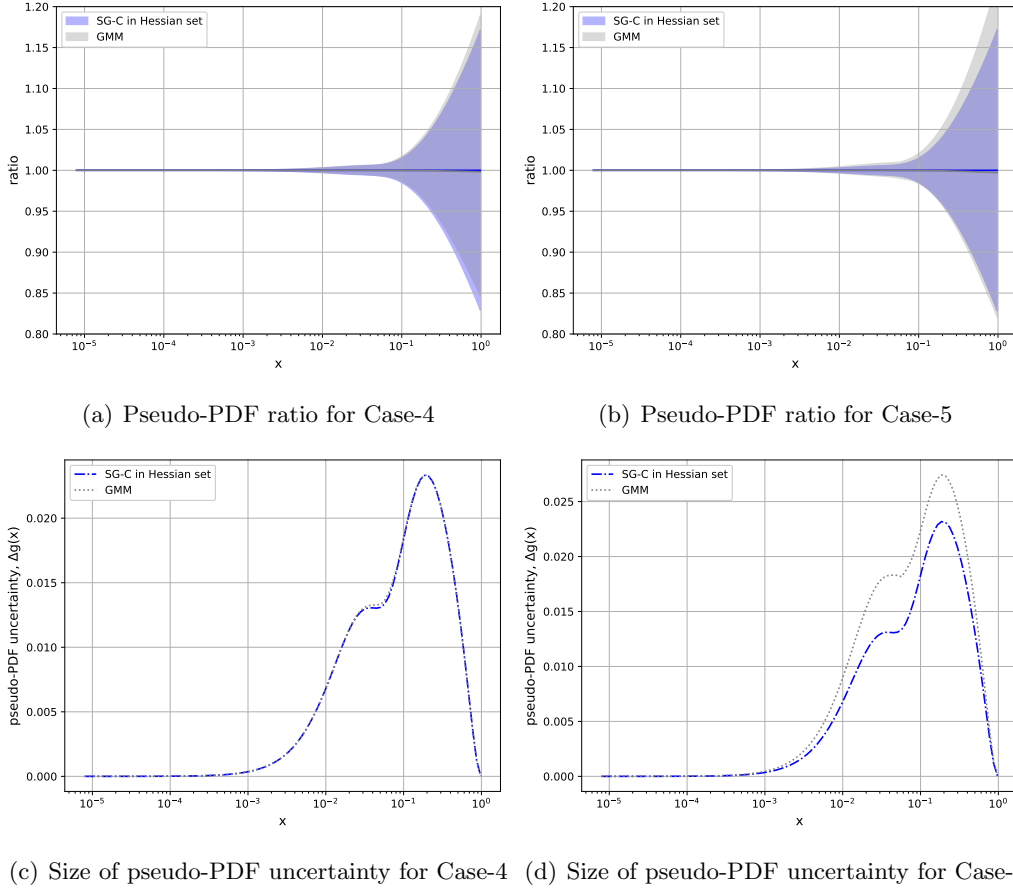 SG-C in Hessian set
GMM
1.20
1.15
1.10
1.05
1.00
0.95
0.90
0.85
0.80
ratio
10⁻⁵ 10⁻⁴ 10⁻³ 10⁻² 10⁻¹ 10⁰
x
(a) Pseudo-PDF ratio for Case-4
SG-C in Hessian set
GMM
1.20
1.15
1.10
1.05
1.00
0.95
0.90
0.85
0.80
ratio
10⁻⁵ 10⁻⁴ 10⁻³ 10⁻² 10⁻¹ 10⁰
x
(b) Pseudo-PDF ratio for Case-5
SG-C in Hessian set
GMM
0.020
0.015
0.010
0.005
0.000
pseudo-PDF uncertainty, Δg(x)
10⁻⁵ 10⁻⁴ 10⁻³ 10⁻² 10⁻¹ 10⁰
x
(c) Size of pseudo-PDF uncertainty for Case-4
SG-C in Hessian set
GMM
0.025
0.020
0.015
0.010
0.005
0.000
pseudo-PDF uncertainty, Δg(x)
10⁻⁵ 10⁻⁴ 10⁻³ 10⁻² 10⁻¹ 10⁰
x
(d) Size of pseudo-PDF uncertainty for Case-